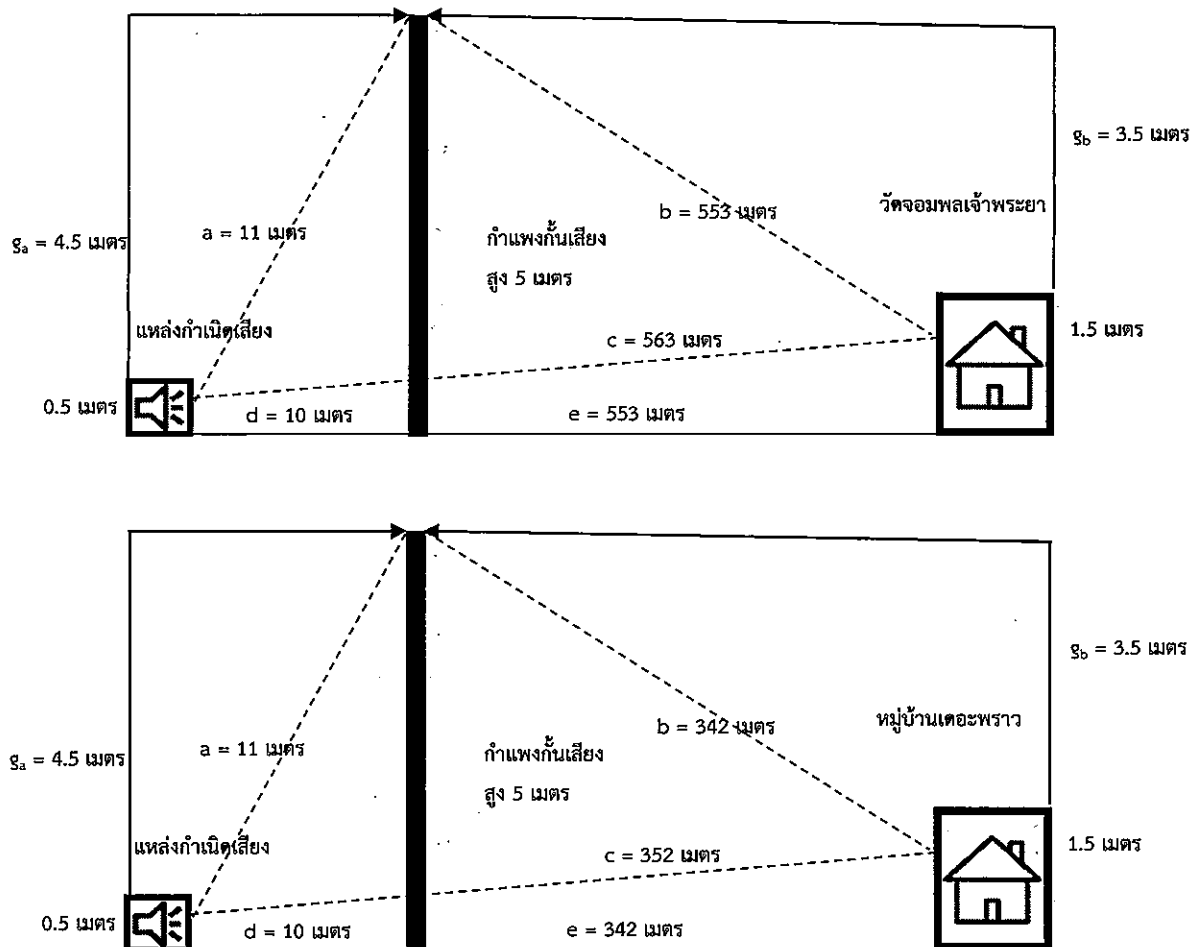 gb = 3.5 เมตร
วัดจอมพลเจ้าพระยา
b = 553 เมตร
ga = 4.5 เมตร
a = 11 เมตร
กำแพงกั้นเสียง
สูง 5 เมตร
แหล่งกำเนิดเสียง
c = 563 เมตร
1.5 เมตร
0.5 เมตร
d = 10 เมตร
e = 553 เมตร
gb = 3.5 เมตร
หมู่บ้านเดอะพราว
b = 342 เมตร
ga = 4.5 เมตร
a = 11 เมตร
กำแพงกั้นเสียง
สูง 5 เมตร
แหล่งกำเนิดเสียง
c = 352 เมตร
1.5 เมตร
0.5 เมตร
d = 10 เมตร
e = 342 เมตร